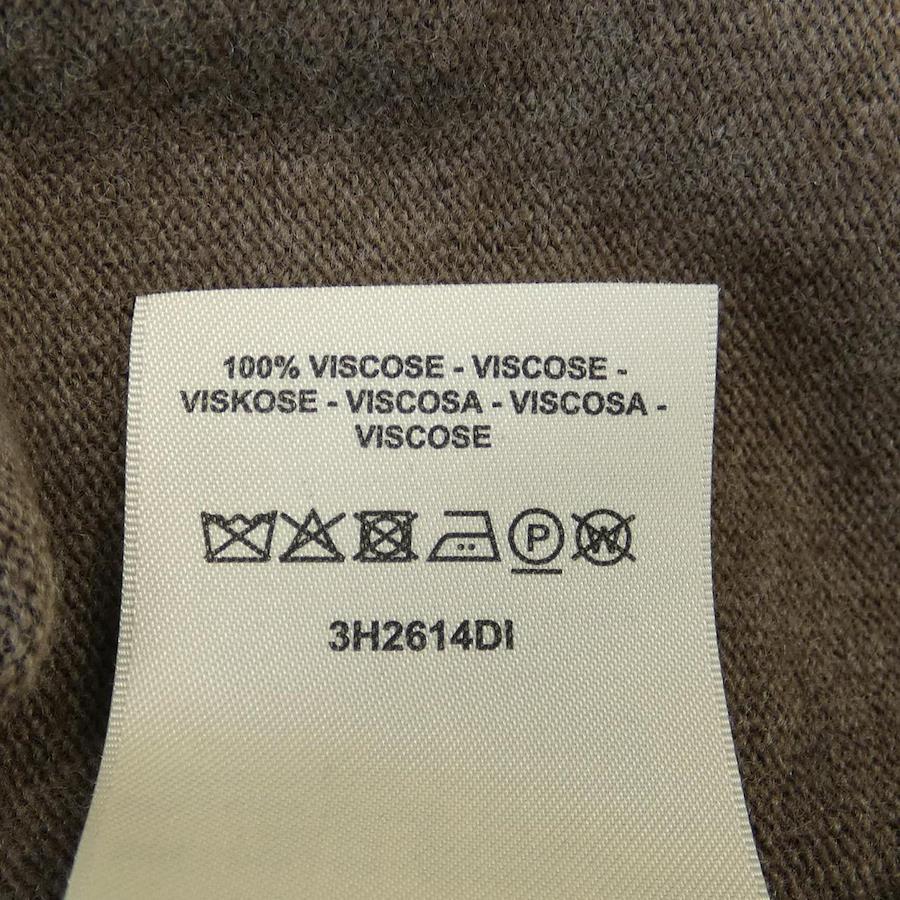 100% VISCOSE - VISCOSE -
VISKOSE - VISCOSA - VISCOSA -
VISCOSE
P W
3H2614DI